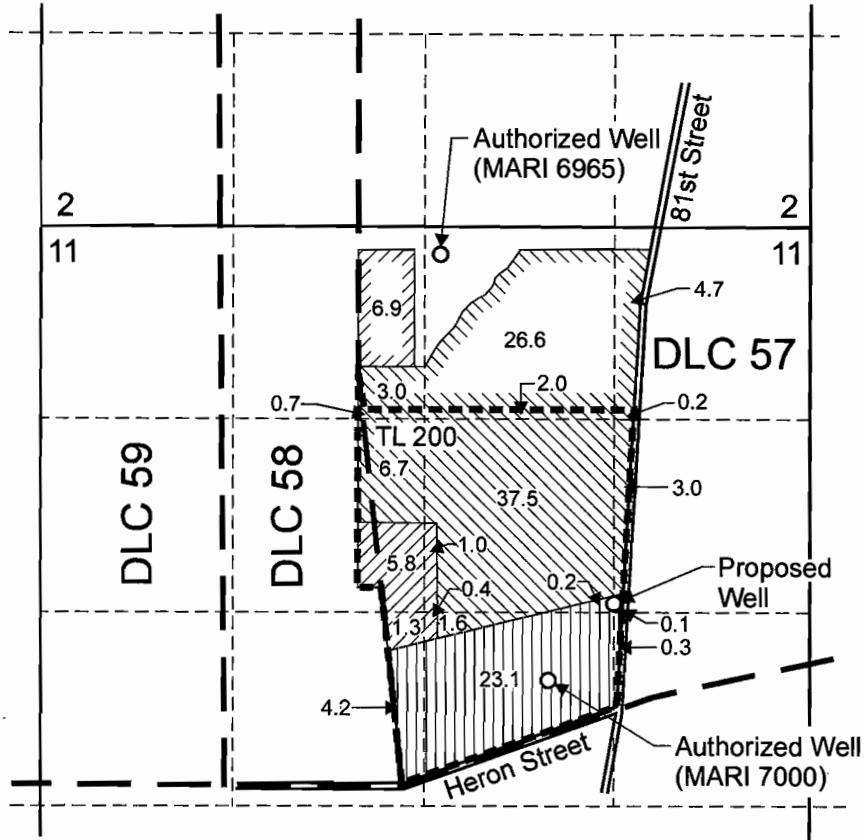 Authorized Well
(MARI 6965)
81st Street
2
2
11
11
4.7
6.9
26.6
DLC 57
3.0
2.0
0.7
0.2
TL 200
6.7
37.5
3.0
DLC 59
DLC 58
1.0
5.8
0.4
0.2
Proposed
Well
1.3
1.6
0.1
0.3
23.1
4.2
Heron Street
Authorized Well
(MARI 7000)